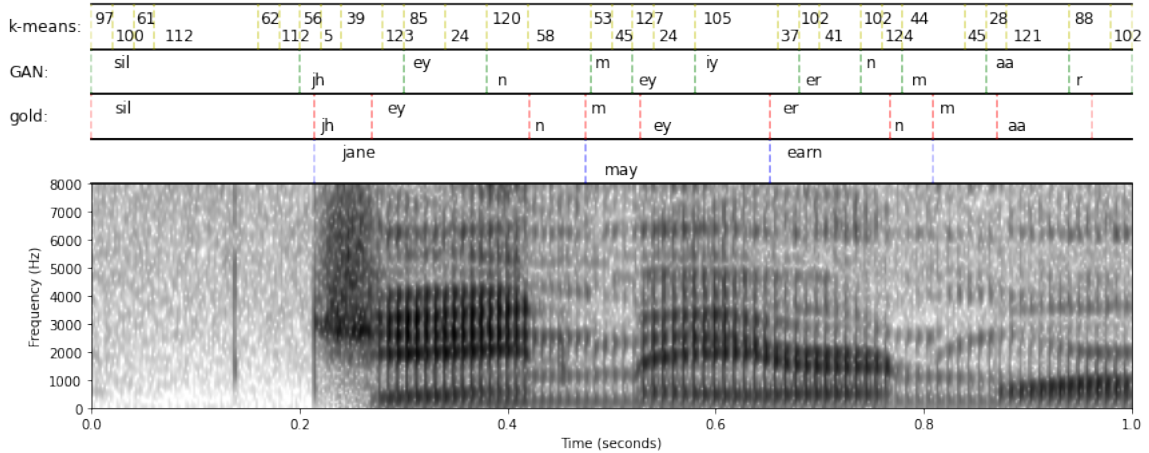 97 61 62 56 39 85 120 53 127 105 102 102 44 28 88
k-means:
100 112 112 5 123 24 58 45 24 37 41 124 45 121 102
sil ey m iy n aa
GAN:
jh n ey er m r
sil ey m er m
gold:
jh n ey n aa
jane earn
may
8000
7000
6000
5000
4000
3000
2000
1000
0
Frequency (Hz)
0.0 0.2 0.4 0.6 0.8 1.0
Time (seconds)